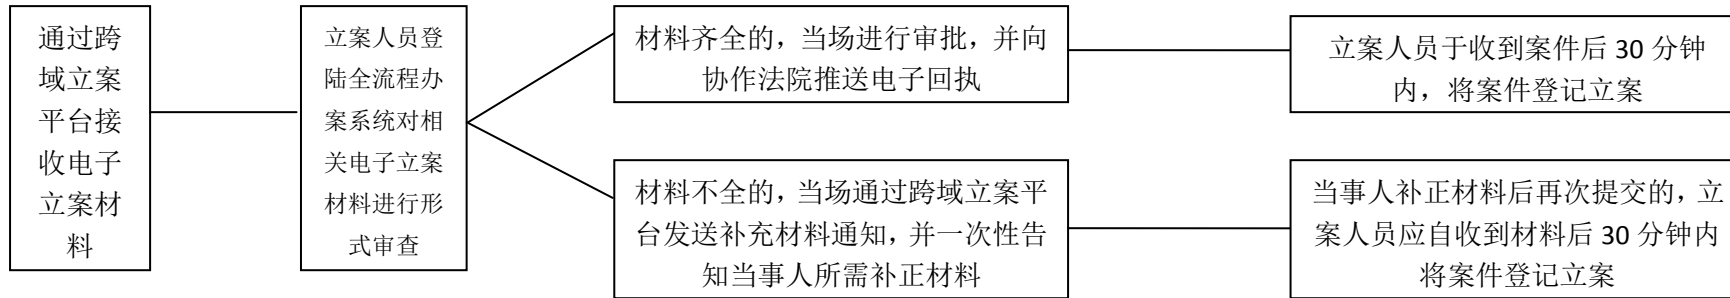 通过跨
域立案
平台接
收电子
立案材
料
立案人员登
陆全流程办
案系统对相
关电子立案
材料进行形
式审查
材料齐全的，当场进行审批，并向
协作法院推送电子回执
立案人员于收到案件后 30 分钟
内，将案件登记立案
材料不全的，当场通过跨域立案平
台发送补充材料通知，并一次性告
知当事人所需补正材料
当事人补正材料后再次提交的，立
案人员应自收到材料后 30 分钟内
将案件登记立案